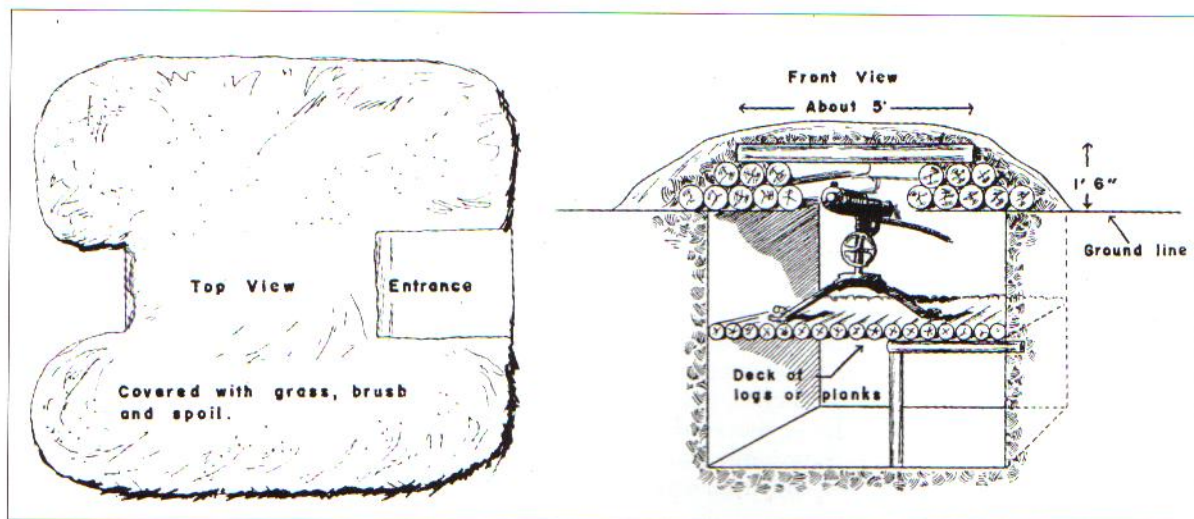 Top View
Entrance
Covered with grass, brush
and spoil.
Front View
About 5'
1' 6"
Ground line
Deck of
logs or planks